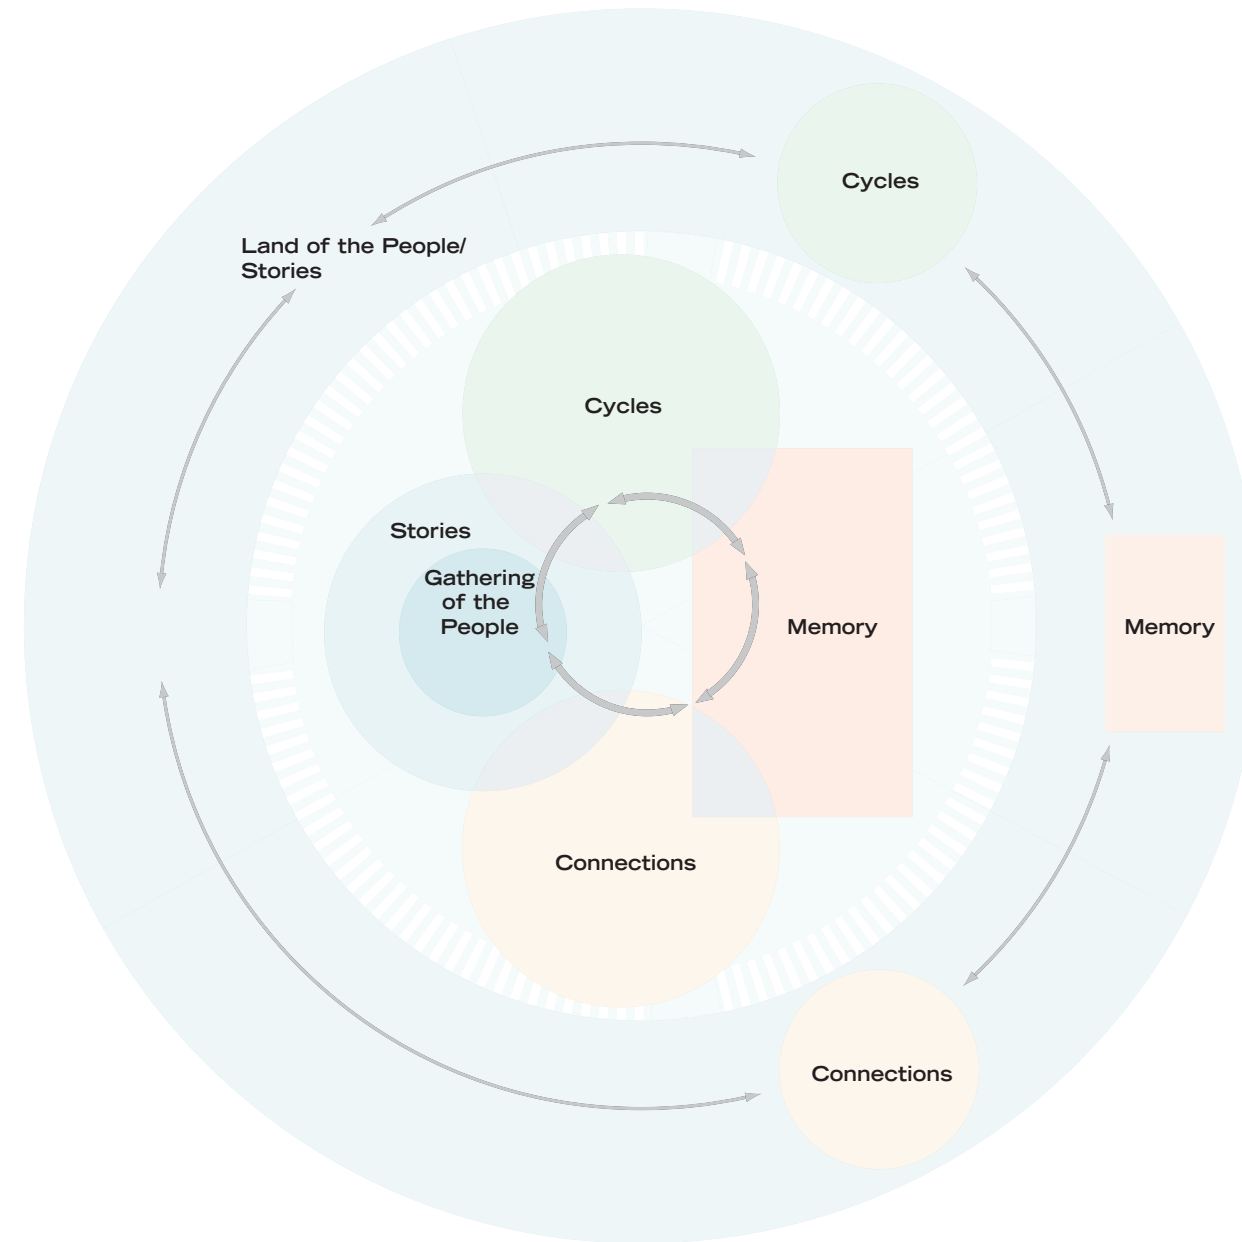 Cycles
Land of the People/
Stories
Cycles
Stories
Gathering
of the
People
Memory
Memory
Connections
Connections